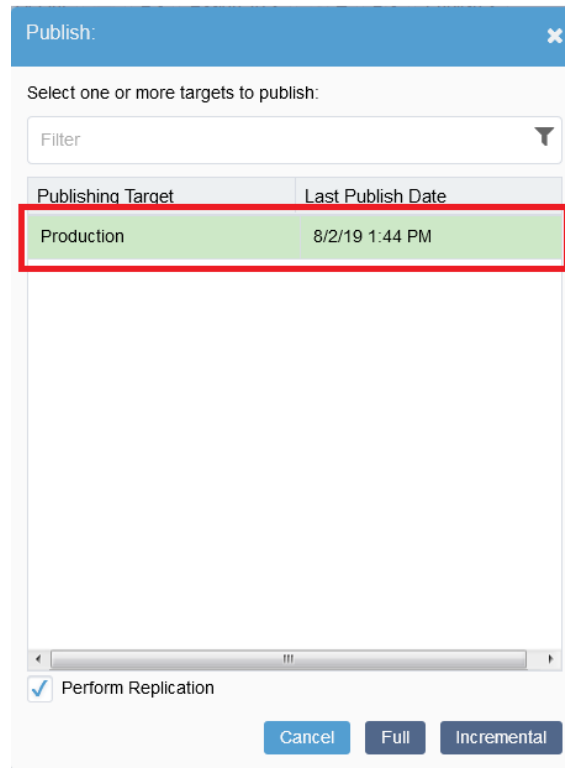 Publish:
Select one or more targets to publish:
Filter
Publishing Target Last Publish Date
Production 8/2/19 1:44 PM
Perform Replication
Cancel Full Incremental